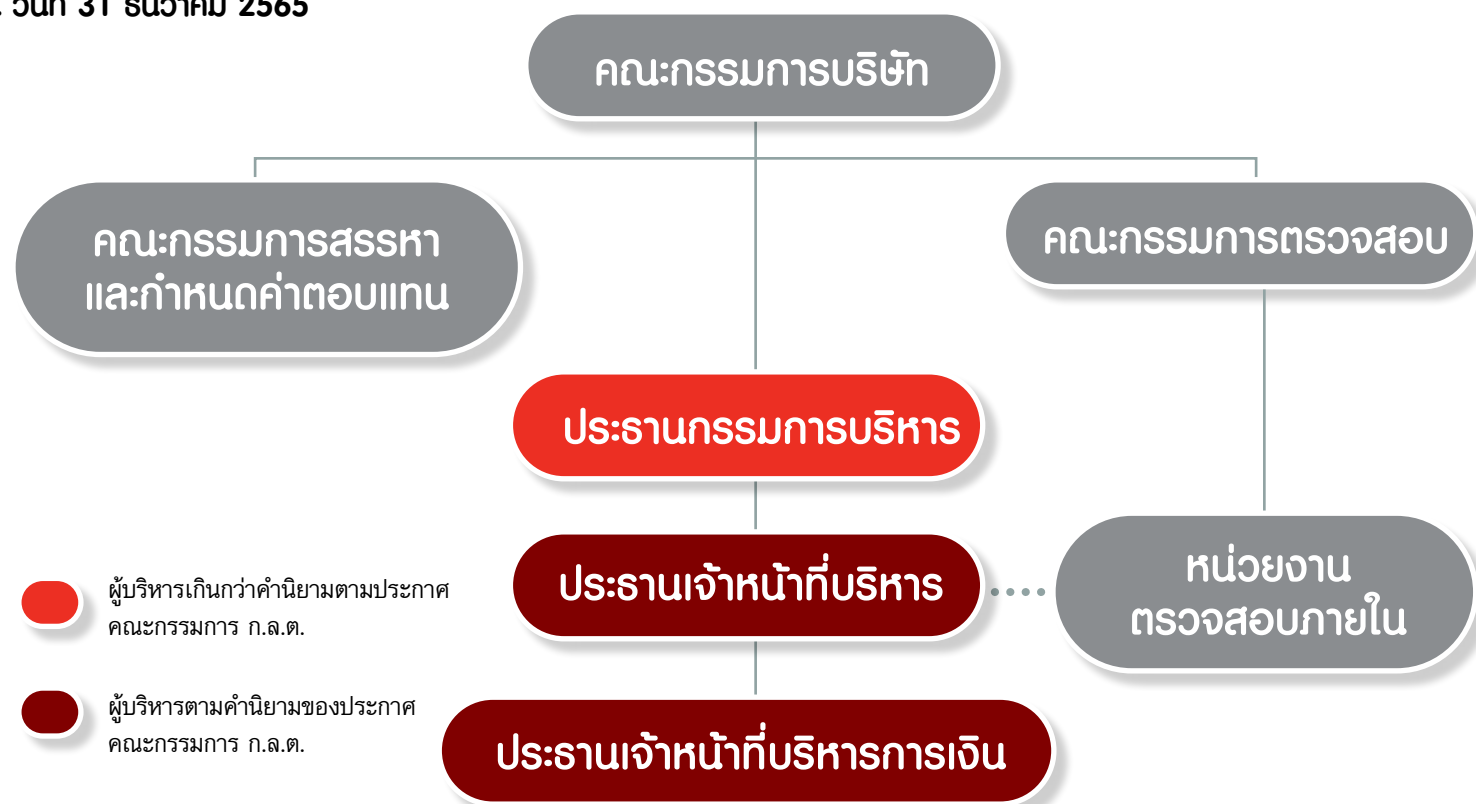 . วันที่ 31 ธันวาคม 2565
คณะกรรมการบริษัท
คณะกรรมการสรรหา
และกำหนดค่าตอบแทน
คณะกรรมการตรวจสอบ
ประธานกรรมการบริหาร
ประธานเจ้าหน้าที่บริหาร
หน่วยงาน
ตรวจสอบภายใน
ผู้บริหารเกินกว่าคำนิยามตามประกาศ
คณะกรรมการ ก.ล.ต.
ผู้บริหารตามคำนิยามของประกาศ
คณะกรรมการ ก.ล.ต.
ประธานเจ้าหน้าที่บริหารการเงิน